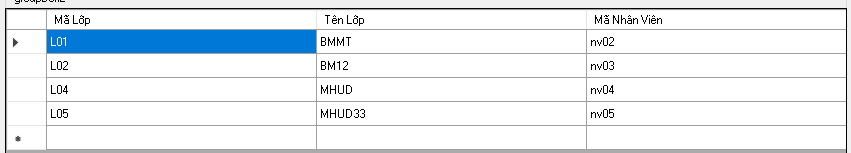 Mã Lớp Tên Lớp Mã Nhân Viên
L01 BMMT nv02
L02 BM12 nv03
L04 MHUD nv04
L05 MHUD33 nv05